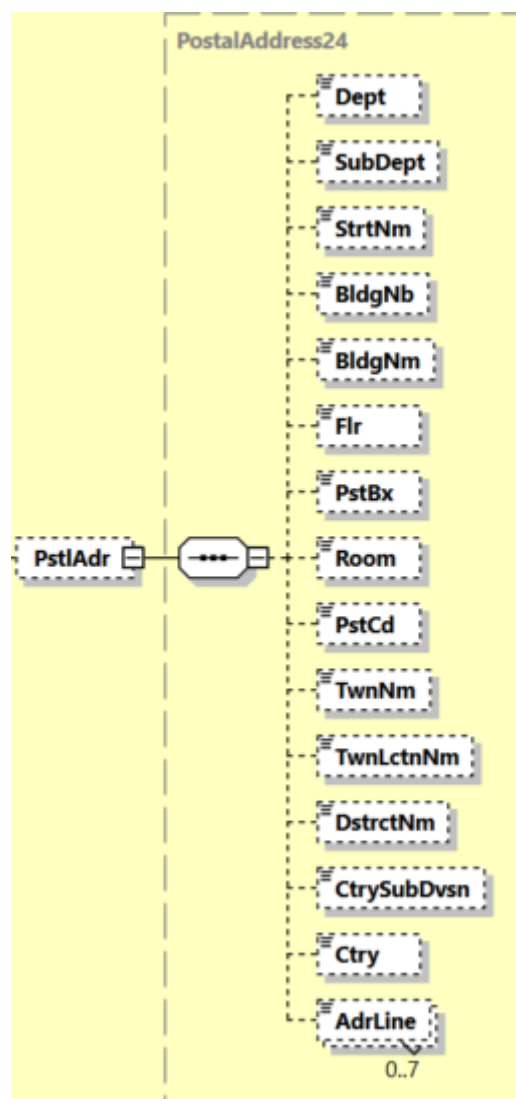 PostalAddress24
Dept
SubDept
StrtNm
BldgNb
BldgNm
Flr
PstBx
PstlAdr
Room
PstCd
TwnNm
TwnLctnNm
DstrctNm
CtrySubDvsn
Ctry
AdrLine
0..7